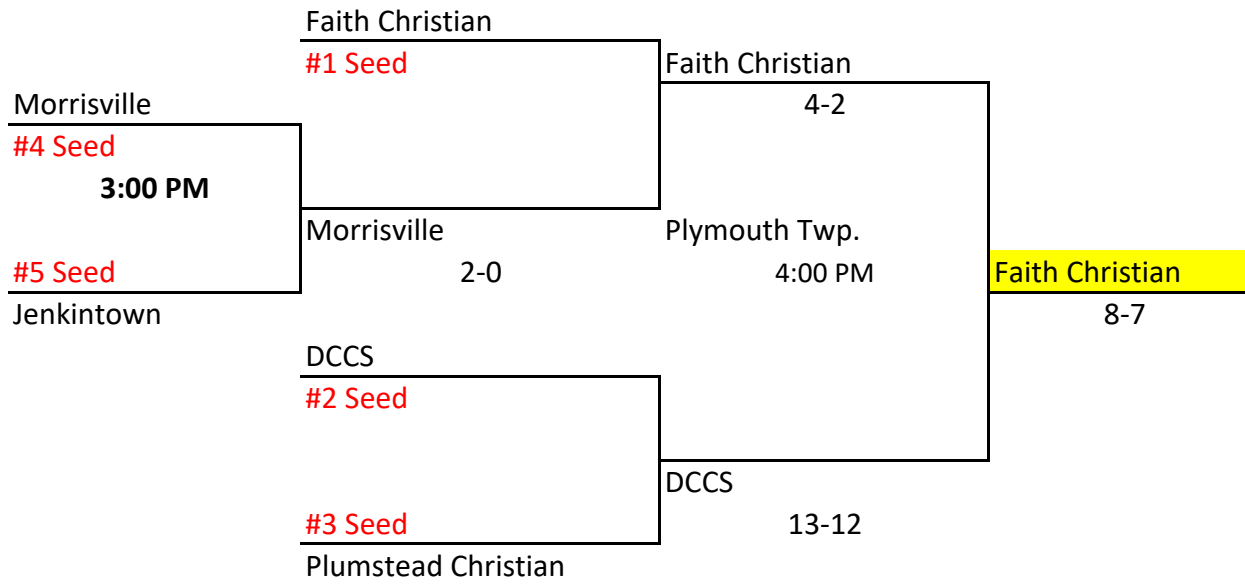 Faith Christian
#1 Seed
Faith Christian
4-2
Morrisville
#4 Seed
3:00 PM
Morrisville
2-0
Plymouth Twp.
4:00 PM
#5 Seed
Jenkintown
Faith Christian
8-7
DCCS
#2 Seed
DCCS
13-12
#3 Seed
Plumstead Christian